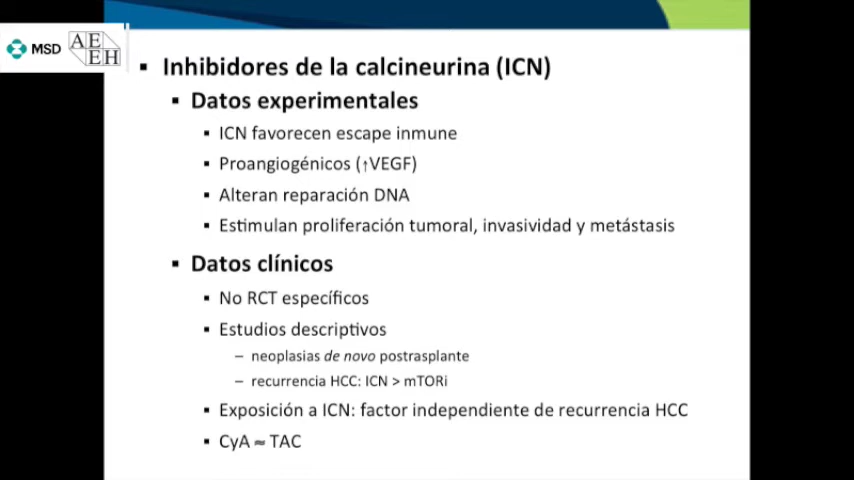 MSD
AE
EH
▪ Inhibidores de la calcineurina (ICN)
▪ Datos experimentales
▪ ICN favorecen escape inmune
▪ Proangiogénicos (↑VEGF)
▪ Alteran reparación DNA
▪ Estimulan proliferación tumoral, invasividad y metástasis
▪ Datos clínicos
▪ No RCT específicos
▪ Estudios descriptivos
– neoplasias de novo postrasplante
– recurrencia HCC: ICN > mTORi
▪ Exposición a ICN: factor independiente de recurrencia HCC
▪ CyA ≈ TAC